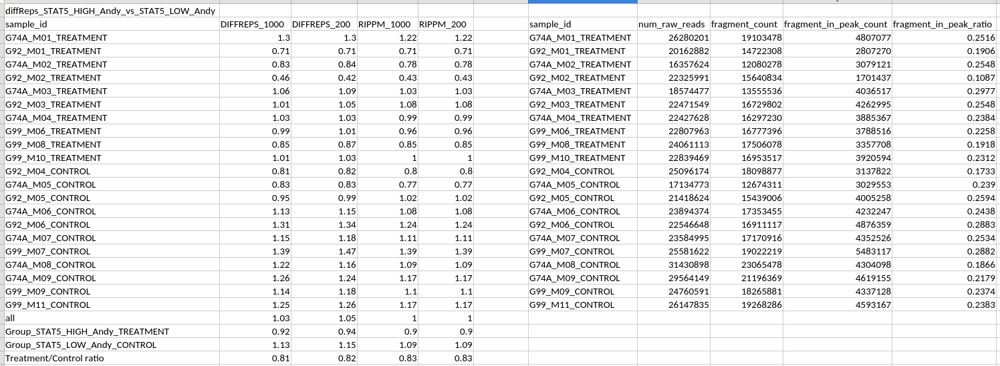 diffReps_STAT5_HIGH_Andy_vs_STAT5_LOW_Andy
sample_id DIFFREPS_1000 DIFFREPS_200 RIPPM_1000 RIPPM_200 sample_id num_raw_reads fragment_count fragment_in_peak_count fragment_in_peak_ratio
G74A_M01_TREATMENT 1.3 1.3 1.22 1.22 G74A_M01_TREATMENT 26280201 19103478 4807077 0.2516
G92_M01_TREATMENT 0.71 0.71 0.71 0.71 G92_M01_TREATMENT 20162882 14722308 2807270 0.1906
G74A_M02_TREATMENT 0.83 0.84 0.78 0.78 G74A_M02_TREATMENT 16357624 12080278 3079121 0.2548
G92_M02_TREATMENT 0.46 0.42 0.43 0.43 G92_M02_TREATMENT 22325991 15640834 1701437 0.1087
G74A_M03_TREATMENT 1.06 1.09 1.03 1.03 G74A_M03_TREATMENT 18574477 13555536 4036517 0.2977
G92_M03_TREATMENT 1.01 1.05 1.08 1.08 G92_M03_TREATMENT 22471549 16729802 4262995 0.2548
G74A_M04_TREATMENT 1.03 1.03 0.99 0.99 G74A_M04_TREATMENT 22427628 16297230 3885367 0.2384
G99_M06_TREATMENT 0.99 1.01 0.96 0.96 G99_M06_TREATMENT 22807963 16777396 3788516 0.2258
G99_M08_TREATMENT 0.85 0.87 0.85 0.85 G99_M08_TREATMENT 24061113 17506078 3357708 0.1918
G99_M10_TREATMENT 1.01 1.03 1 1 G99_M10_TREATMENT 22839469 16953517 3920594 0.2312
G92_M04_CONTROL 0.81 0.82 0.8 0.8 G92_M04_CONTROL 25096174 18098877 3137822 0.1733
G74A_M05_CONTROL 0.83 0.83 0.77 0.77 G74A_M05_CONTROL 17134773 12674311 3029553 0.239
G92_M05_CONTROL 0.95 0.99 1.02 1.02 G92_M05_CONTROL 21418624 15439006 4005258 0.2594
G74A_M06_CONTROL 1.13 1.15 1.08 1.08 G74A_M06_CONTROL 23894374 17353455 4232247 0.2438
G92_M06_CONTROL 1.31 1.34 1.24 1.24 G92_M06_CONTROL 22546648 16911117 4876359 0.2883
G74A_M07_CONTROL 1.15 1.18 1.11 1.11 G74A_M07_CONTROL 23584995 17170916 4352526 0.2534
G99_M07_CONTROL 1.39 1.47 1.39 1.39 G99_M07_CONTROL 25581622 19022219 5483117 0.2882
G74A_M08_CONTROL 1.22 1.16 1.09 1.09 G74A_M08_CONTROL 31430898 23065478 4304098 0.1866
G74A_M09_CONTROL 1.26 1.24 1.17 1.17 G74A_M09_CONTROL 29564149 21196369 4619155 0.2179
G99_M09_CONTROL 1.14 1.18 1.1 1.1 G99_M09_CONTROL 24760591 18265881 4337128 0.2374
G99_M11_CONTROL 1.25 1.26 1.17 1.17 G99_M11_CONTROL 26147835 19268286 4593167 0.2383
all 1.03 1.05 1 1
Group_STAT5_HIGH_Andy_TREATMENT 0.92 0.94 0.9 0.9
Group_STAT5_LOW_Andy_CONTROL 1.13 1.15 1.09 1.09
Treatment/Control ratio 0.81 0.82 0.83 0.83